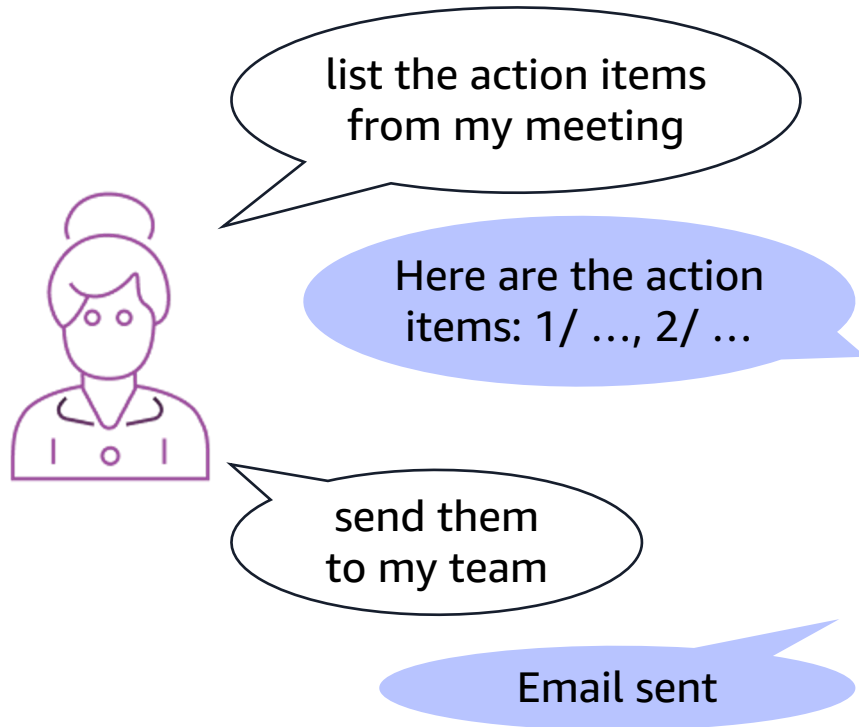 list the action items
from my meeting
Here are the action
items: 1/ …, 2/ …
send them
to my team
Email sent